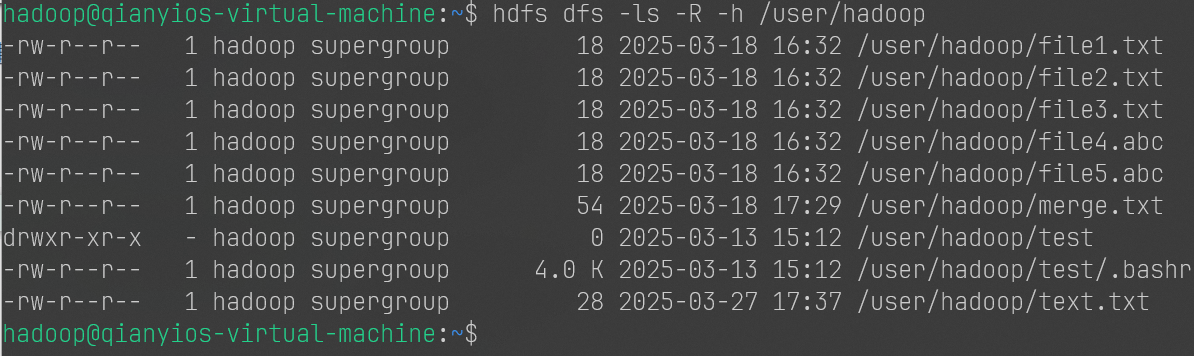 hadoop@qianyios-virtual-machine:~$ hdfs dfs -ls -R -h /user/hadoop
-rw-r--r--   1 hadoop supergroup         18 2025-03-18 16:32 /user/hadoop/file1.txt
-rw-r--r--   1 hadoop supergroup         18 2025-03-18 16:32 /user/hadoop/file2.txt
-rw-r--r--   1 hadoop supergroup         18 2025-03-18 16:32 /user/hadoop/file3.txt
-rw-r--r--   1 hadoop supergroup         18 2025-03-18 16:32 /user/hadoop/file4.abc
-rw-r--r--   1 hadoop supergroup         18 2025-03-18 16:32 /user/hadoop/file5.abc
-rw-r--r--   1 hadoop supergroup         54 2025-03-18 17:29 /user/hadoop/merge.txt
drwxr-xr-x   - hadoop supergroup          0 2025-03-13 15:12 /user/hadoop/test
-rw-r--r--   1 hadoop supergroup      4.0 K 2025-03-13 15:12 /user/hadoop/test/.bashr
-rw-r--r--   1 hadoop supergroup         28 2025-03-27 17:37 /user/hadoop/text.txt
hadoop@qianyios-virtual-machine:~$